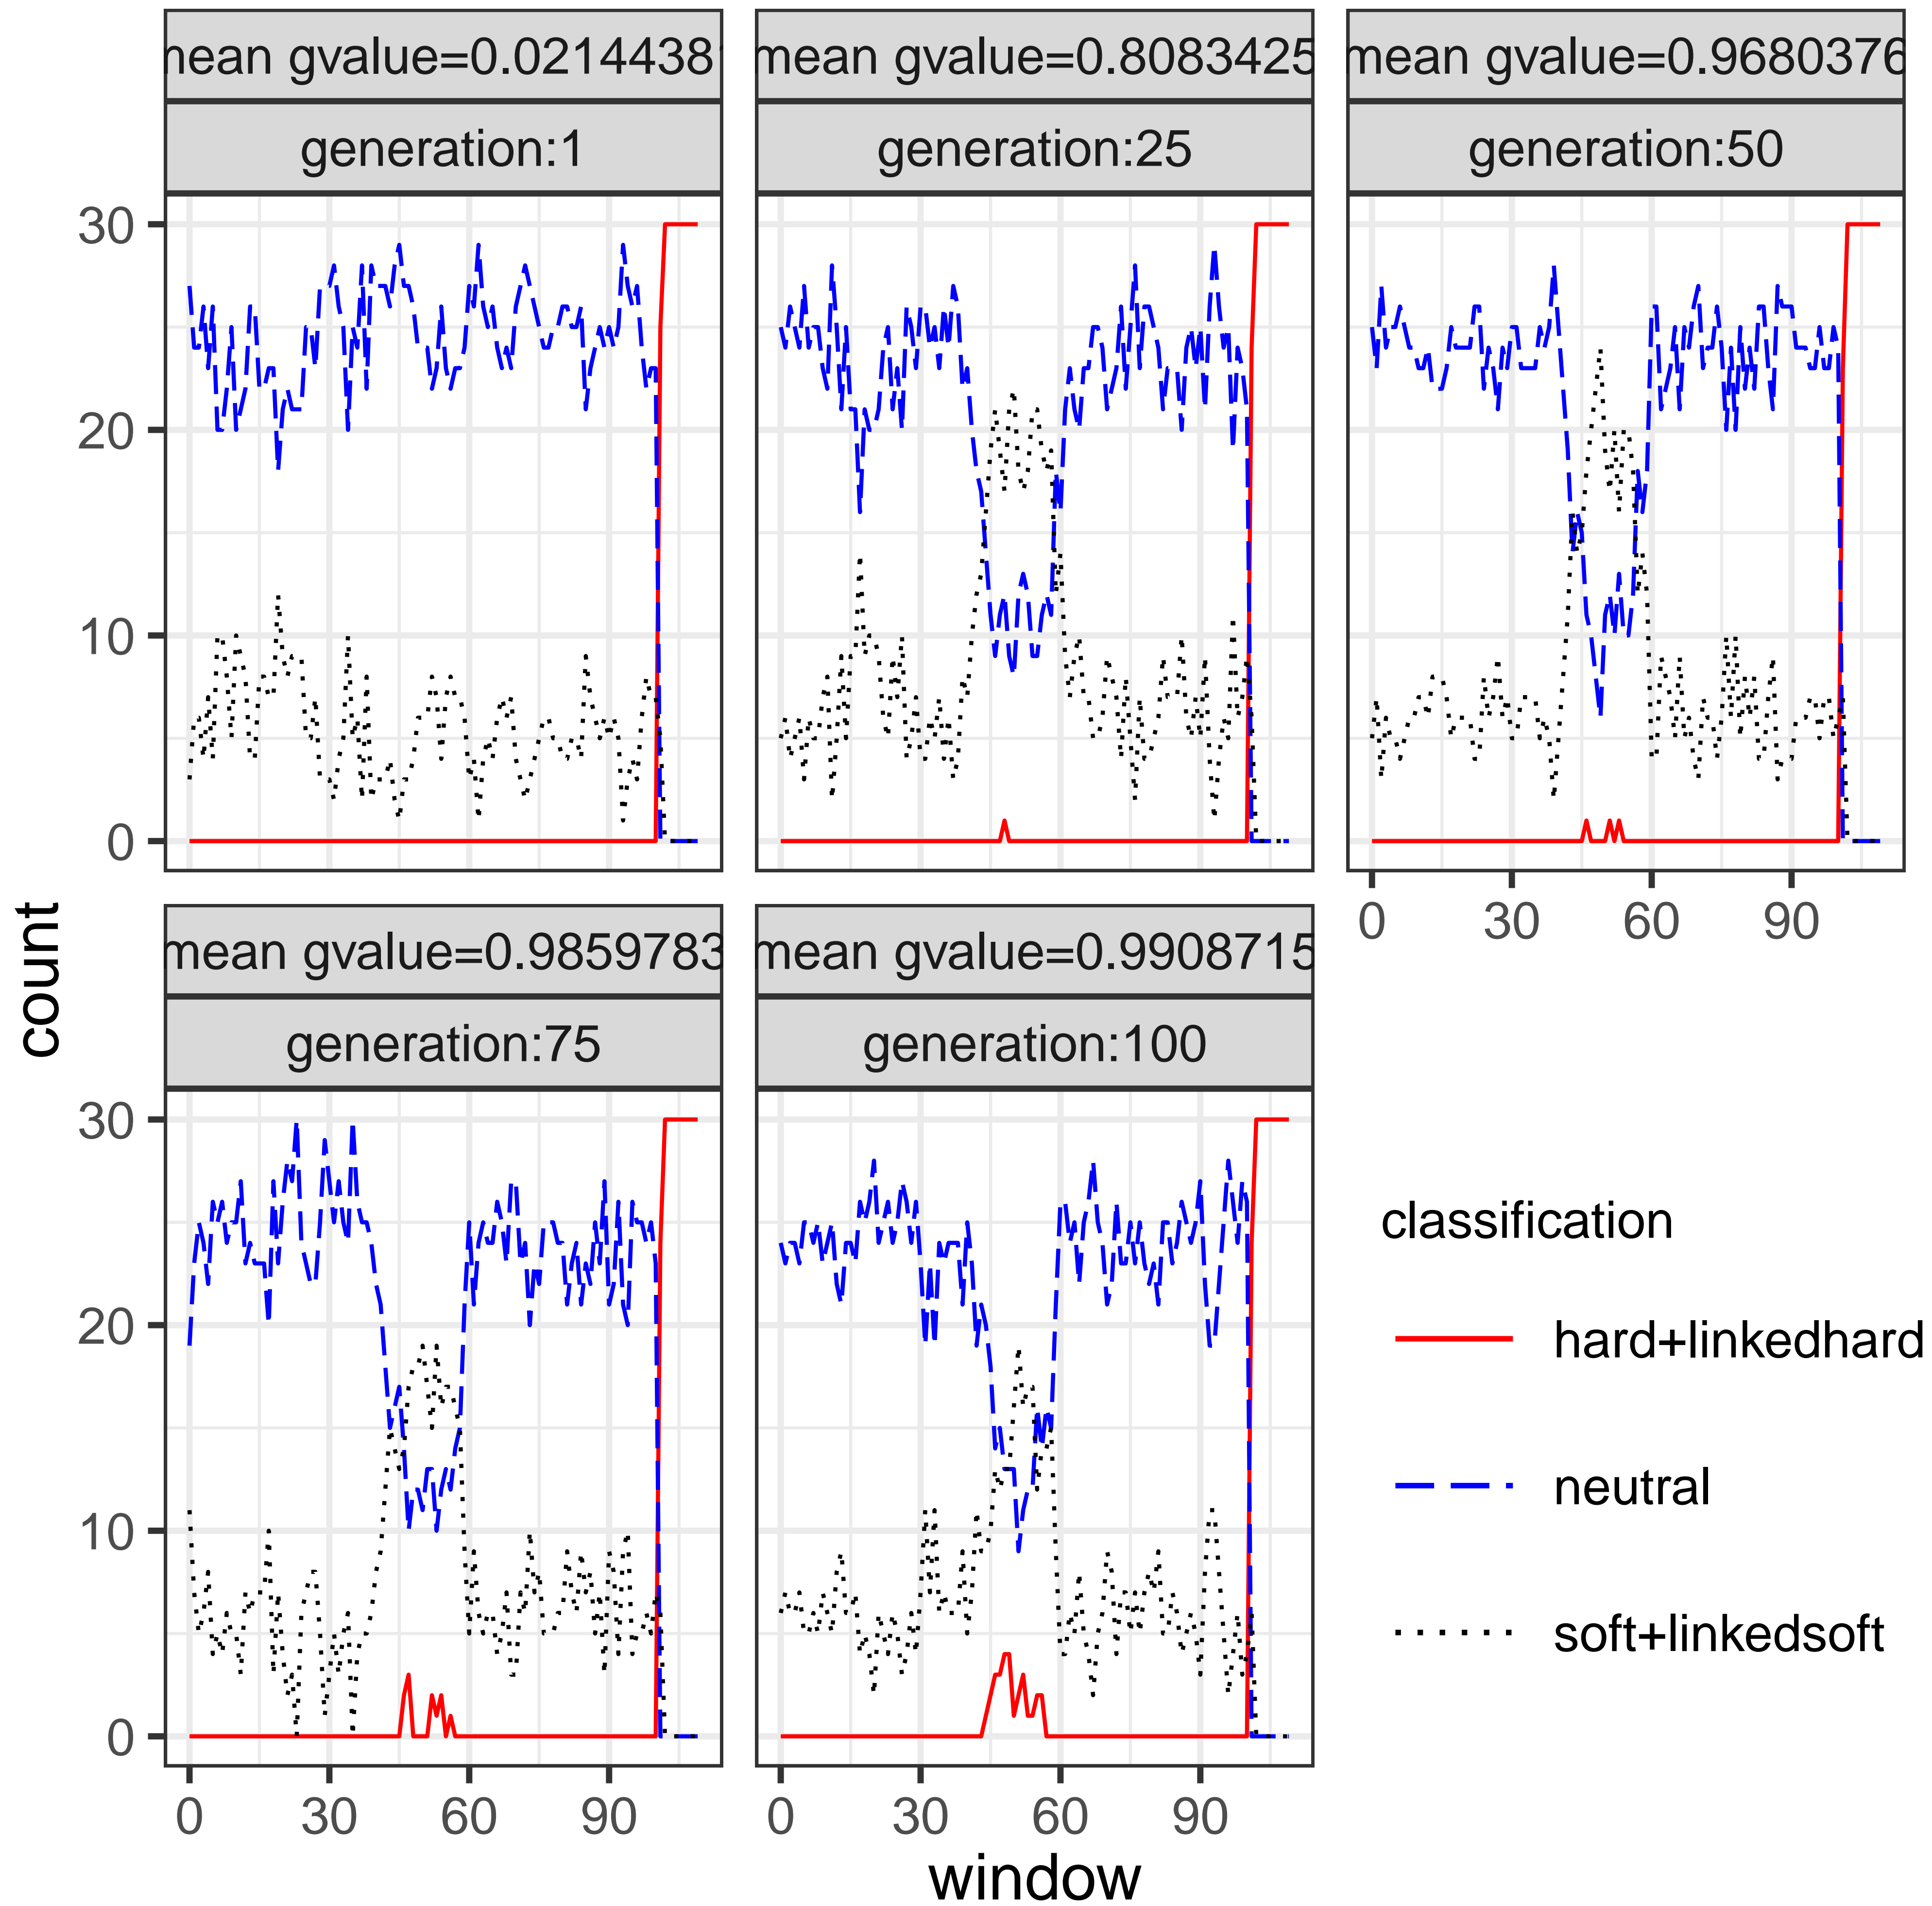 mean gvalue=0.02144381 mean gvalue=0.8083425 mean gvalue=0.9680376
generation:1 generation:25 generation:50
30
20
10
0
0 30 60 90
count
mean gvalue=0.9859783 mean gvalue=0.9908715
generation:75 generation:100
30
20
10
0
0 30 60 90 0 30 60 90
window
classification
hard+linkedhard
neutral
soft+linkedsoft